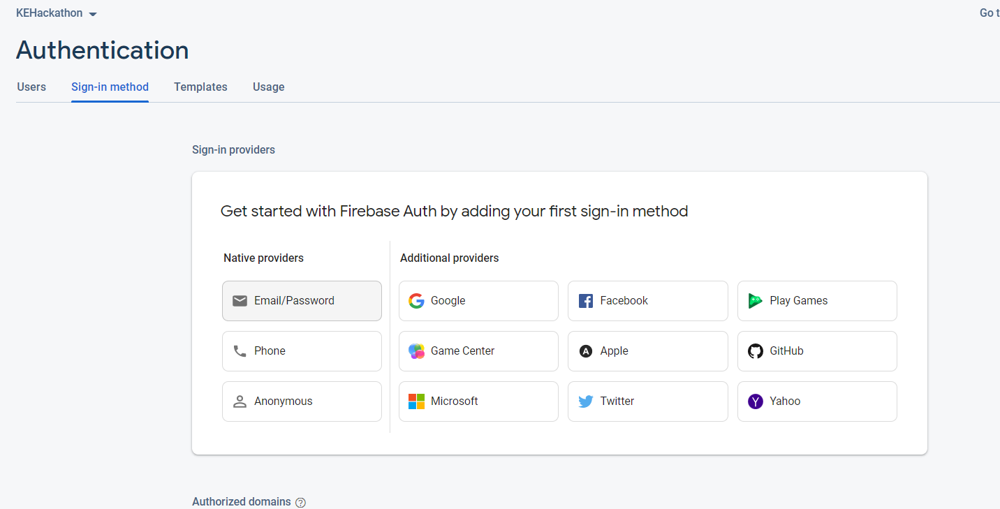 KEHackathon
Go t
Authentication
Users Sign-in method Templates Usage
Sign-in providers
Get started with Firebase Auth by adding your first sign-in method
Native providers Additional providers
Email/Password Google Facebook Play Games
Phone Game Center Apple GitHub
Anonymous Microsoft Twitter Yahoo
Authorized domains